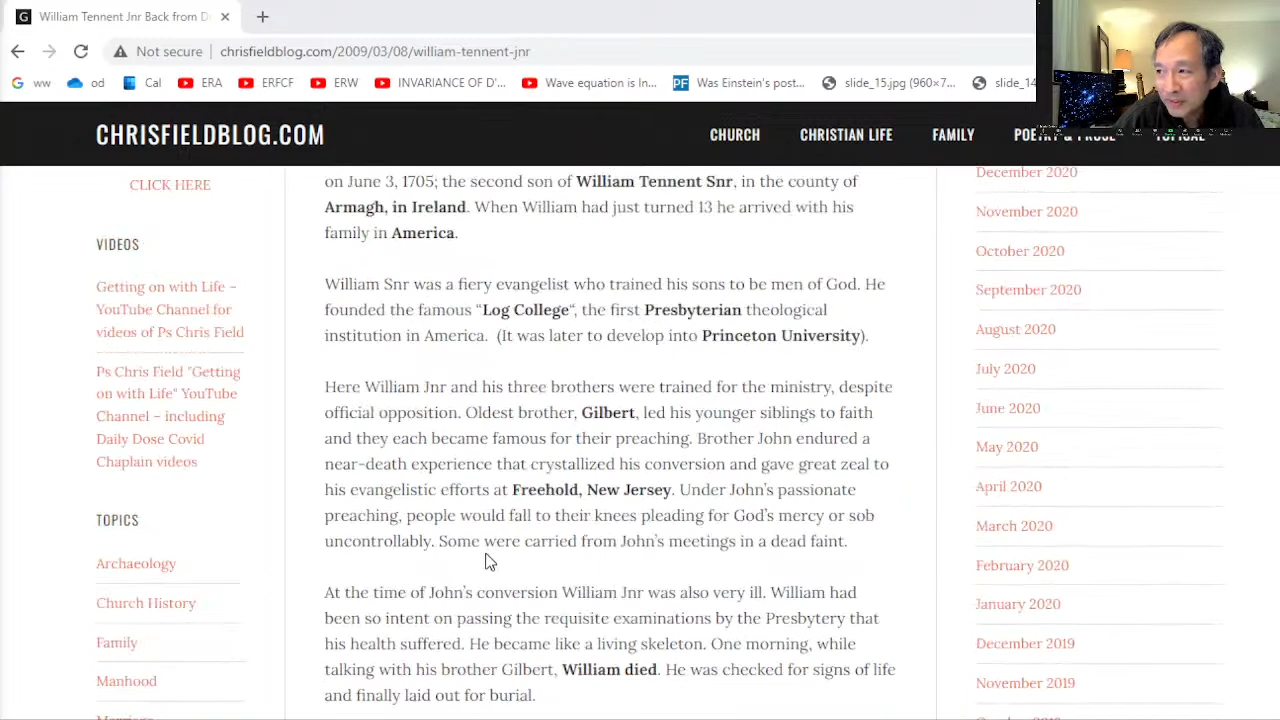 William Tennent Jnr Back from D
Not secure chrisfieldblog.com/2009/03/08/william-tennent-jnr
ww od Cal ERA ERFCF ERW INVARIANCE OF D'... Wave equation is In... Was Einstein's post... slide_15.jpg (960×7... slide_14
CHRISFIELDBLOG.COM
CHURCH CHRISTIAN LIFE FAMILY POETRY & PROSE TOPICAL
CLICK HERE
VIDEOS
Getting on with Life –
YouTube Channel for
videos of Ps Chris Field
Ps Chris Field "Getting
on with Life" YouTube
Channel – including
Daily Dose Covid
Chaplain videos
TOPICS
Archaeology
Church History
Family
Manhood
on June 3, 1705; the second son of William Tennent Snr, in the county of
Armagh, in Ireland. When William had just turned 13 he arrived with his
family in America.
William Snr was a fiery evangelist who trained his sons to be men of God. He
founded the famous “Log College“, the first Presbyterian theological
institution in America. (It was later to develop into Princeton University).
Here William Jnr and his three brothers were trained for the ministry, despite
official opposition. Oldest brother, Gilbert, led his younger siblings to faith
and they each became famous for their preaching. Brother John endured a
near-death experience that crystallized his conversion and gave great zeal to
his evangelistic efforts at Freehold, New Jersey. Under John’s passionate
preaching, people would fall to their knees pleading for God’s mercy or sob
uncontrollably. Some were carried from John’s meetings in a dead faint.
At the time of John’s conversion William Jnr was also very ill. William had
been so intent on passing the requisite examinations by the Presbytery that
his health suffered. He became like a living skeleton. One morning, while
talking with his brother Gilbert, William died. He was checked for signs of life
and finally laid out for burial.
December 2020
November 2020
October 2020
September 2020
August 2020
July 2020
June 2020
May 2020
April 2020
March 2020
February 2020
January 2020
December 2019
November 2019